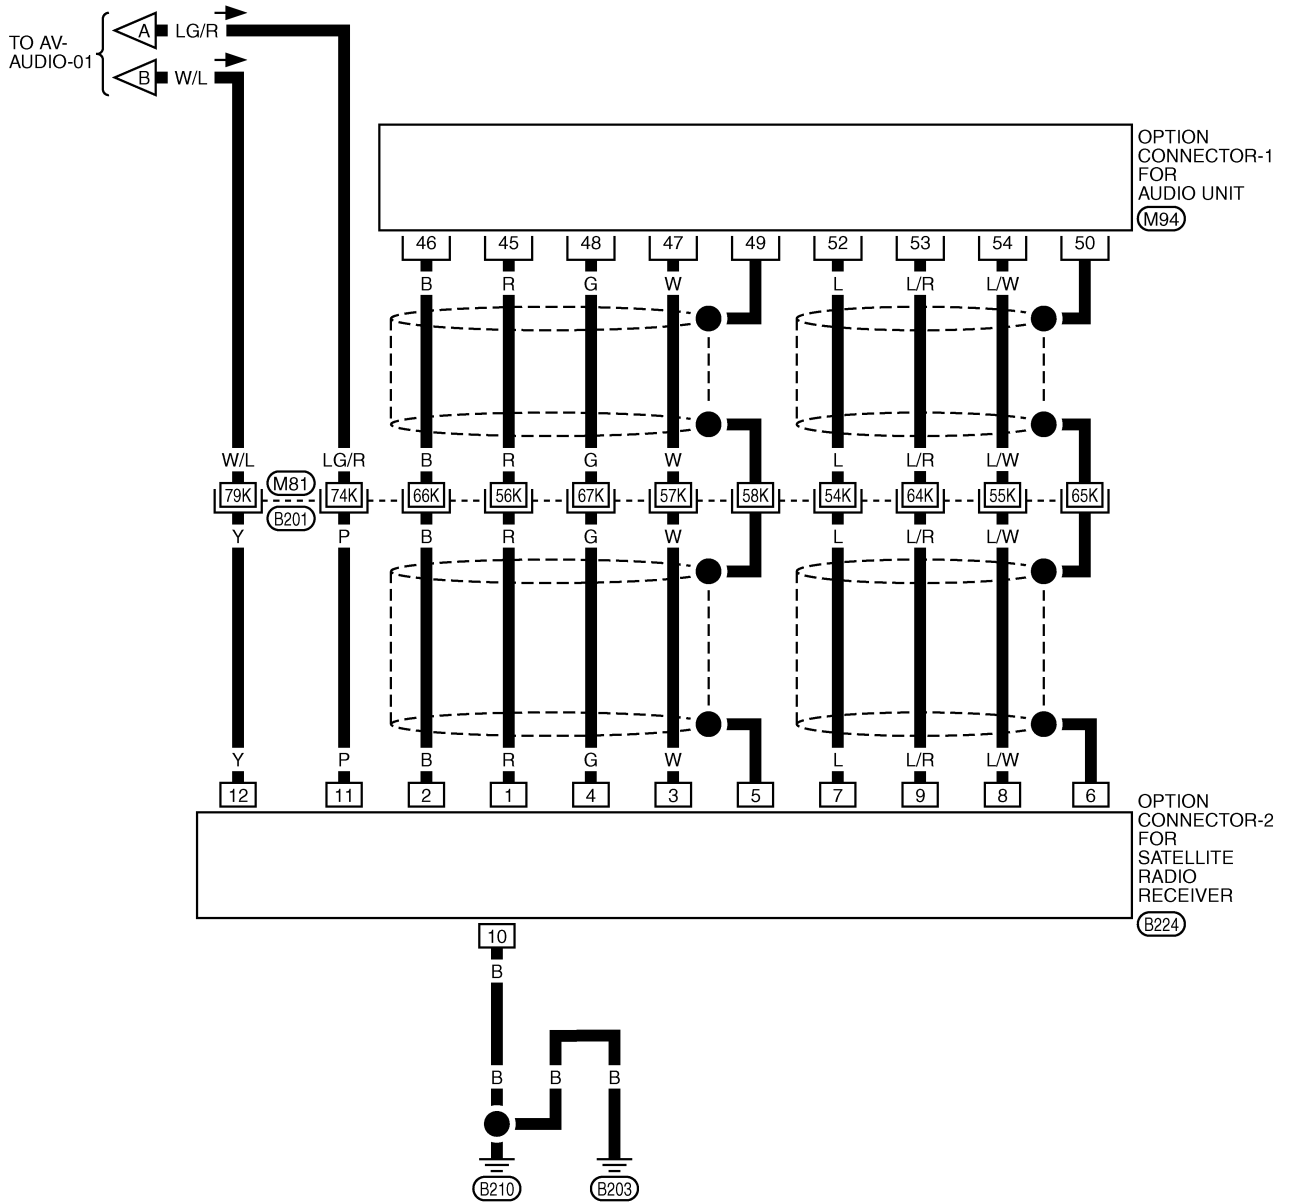 TO AV-
AUDIO-01
A LG/R
B W/L
OPTION
CONNECTOR-1
FOR
AUDIO UNIT
M94
46 45 48 47 49 52 53 54 50
B R G W L L/R L/W
W/L LG/R B R G W L L/R L/W
M81
79K 74K 66K 56K 67K 57K 58K 54K 64K 55K 65K
B201
Y P B R G W L L/R L/W
Y P B R G W L L/R L/W
12 11 2 1 4 3 5 7 9 8 6
OPTION
CONNECTOR-2
FOR
SATELLITE
RADIO
RECEIVER
B224
10
B
B B B
B210 B203